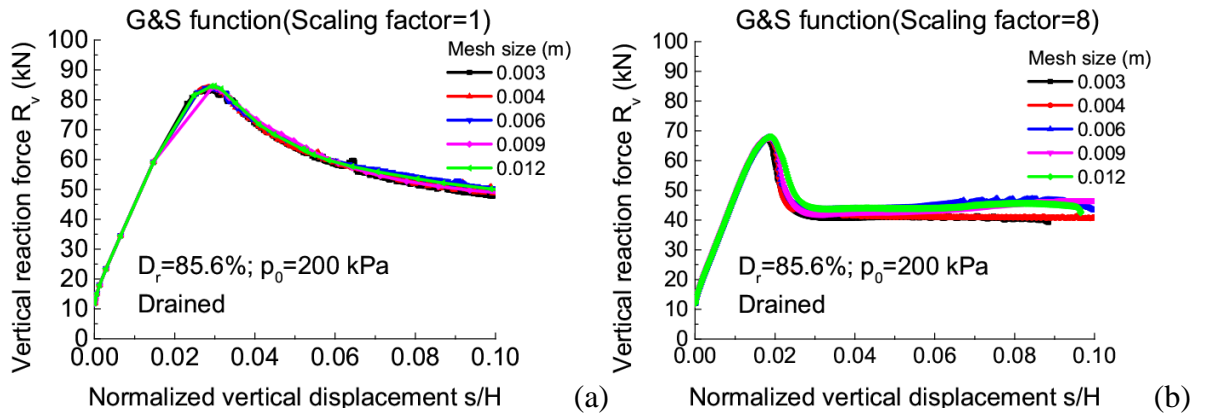 G&S function(Scaling factor=1)
Vertical reaction force R_v (kN)
100
90
80
70
60
50
40
30
20
10
0
Mesh size (m)
0.003
0.004
0.006
0.009
0.012
D_r=85.6%; p_0=200 kPa
Drained
0.00 0.02 0.04 0.06 0.08 0.10
Normalized vertical displacement s/H
(a)
G&S function(Scaling factor=8)
Vertical reaction force R_v (kN)
100
90
80
70
60
50
40
30
20
10
0
Mesh size (m)
0.003
0.004
0.006
0.009
0.012
D_r=85.6%; p_0=200 kPa
Drained
0.00 0.02 0.04 0.06 0.08 0.10
Normalized vertical displacement s/H
(b)